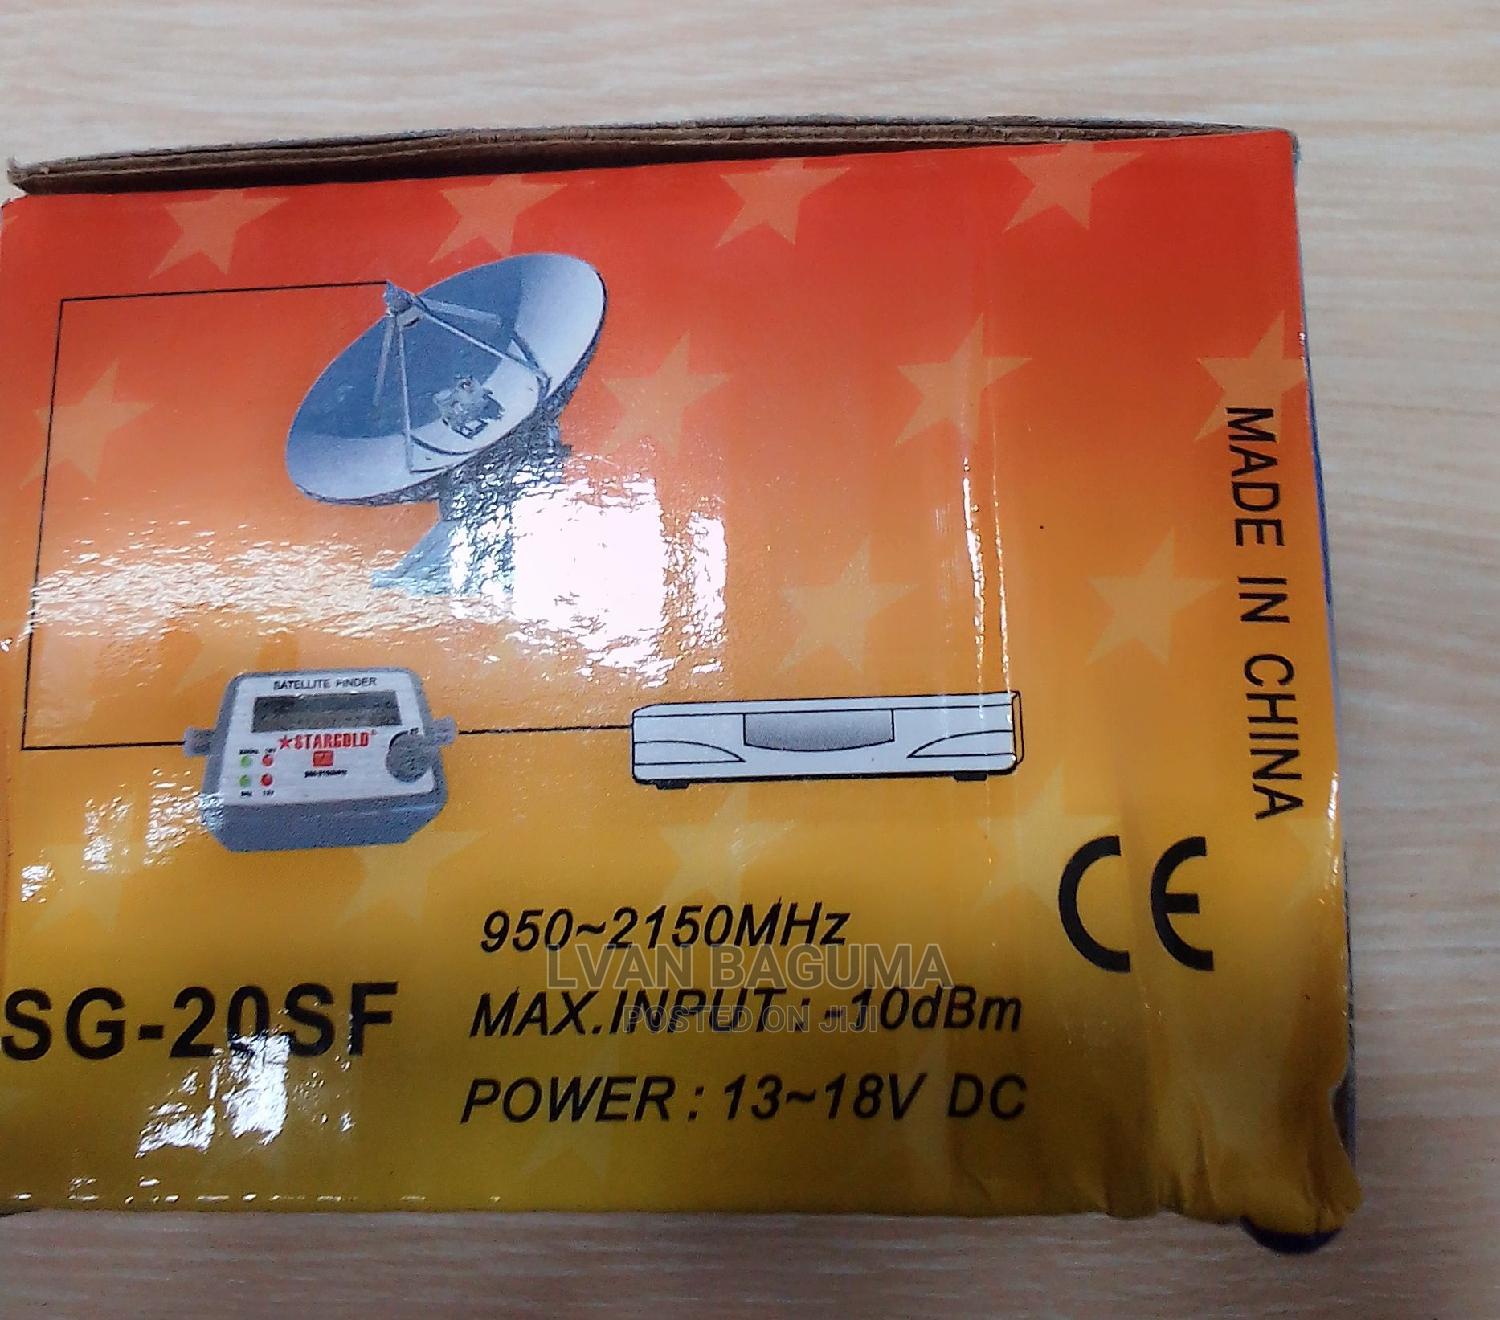 SATELLITE FINDER
★STARGOLD
MADE IN CHINA
CE
950~2150MHz
LVAN BAGUMA
SG-20SF
MAX.INPUT: -10dBm
POSTED ON JIJI
POWER : 13~18V DC